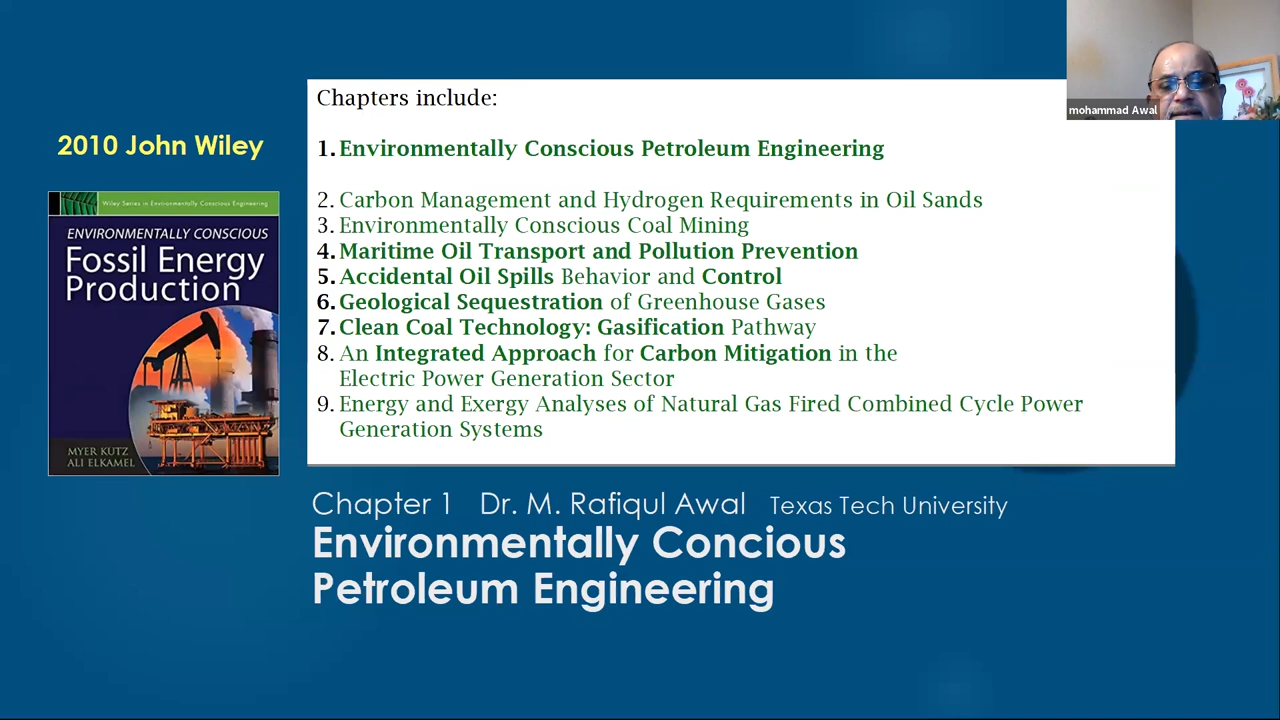 mohammad Awal
2010 John Wiley
Wiley Series in Environmentally Conscious Engineering
ENVIRONMENTALLY CONSCIOUS
Fossil Energy
Production
MYER KUTZ
ALI ELKAMEL
Chapters include:
1. Environmentally Conscious Petroleum Engineering
2. Carbon Management and Hydrogen Requirements in Oil Sands
3. Environmentally Conscious Coal Mining
4. Maritime Oil Transport and Pollution Prevention
5. Accidental Oil Spills Behavior and Control
6. Geological Sequestration of Greenhouse Gases
7. Clean Coal Technology: Gasification Pathway
8. An Integrated Approach for Carbon Mitigation in the
Electric Power Generation Sector
9. Energy and Exergy Analyses of Natural Gas Fired Combined Cycle Power
Generation Systems
Chapter 1 Dr. M. Rafiqul Awal Texas Tech University
Environmentally Concious
Petroleum Engineering